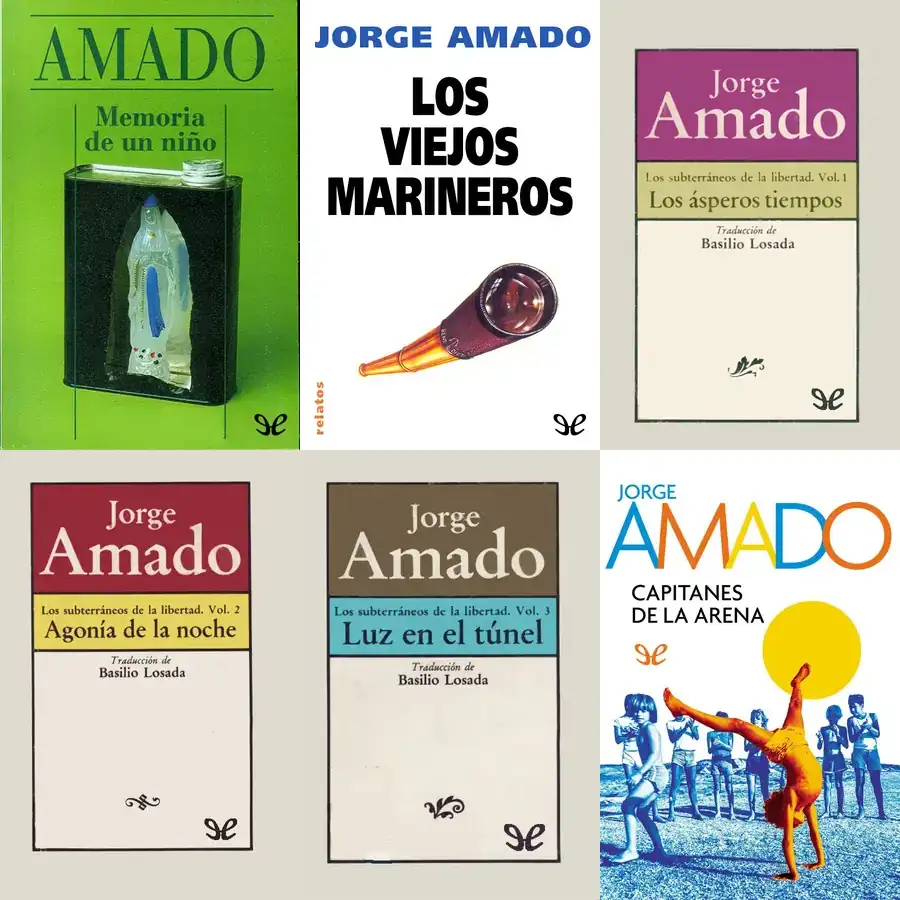 AMADO
Memoria
de un niño
JORGE AMADO
LOS
VIEJOS
MARINEROS
relatos
Jorge
Amado
Los subterráneos de la libertad. Vol. 1
Los ásperos tiempos
Traducción de
Basilio Losada
Jorge
Amado
Los subterráneos de la libertad. Vol. 2
Agonía de la noche
Traducción de
Basilio Losada
Jorge
Amado
Los subterráneos de la libertad. Vol. 3
Luz en el túnel
Traducción de
Basilio Losada
JORGE
AMADO
CAPITANES
DE LA ARENA